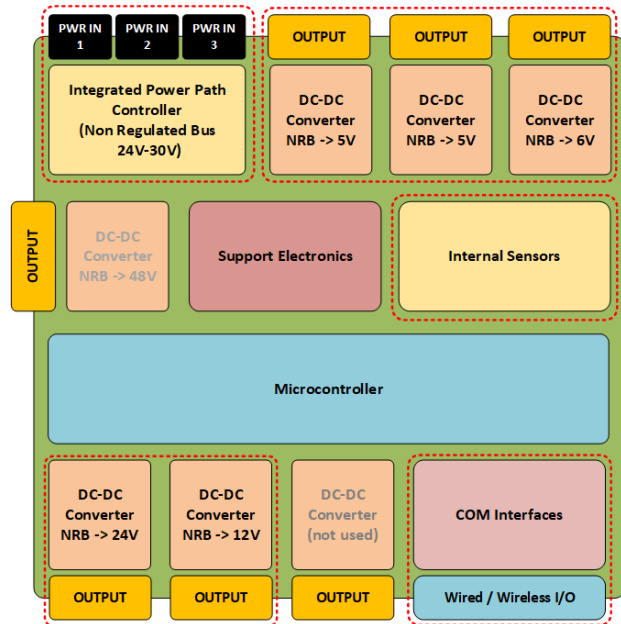 PWR IN
1
PWR IN
2
PWR IN
3
OUTPUT
OUTPUT
OUTPUT
Integrated Power Path
Controller
(Non Regulated Bus
24V-30V)
DC-DC
Converter
NRB -> 5V
DC-DC
Converter
NRB -> 5V
DC-DC
Converter
NRB -> 6V
OUTPUT
DC-DC
Converter
NRB -> 48V
Support Electronics
Internal Sensors
Microcontroller
DC-DC
Converter
NRB -> 24V
DC-DC
Converter
NRB -> 12V
DC-DC
Converter
(not used)
COM Interfaces
OUTPUT
OUTPUT
OUTPUT
Wired / Wireless I/O